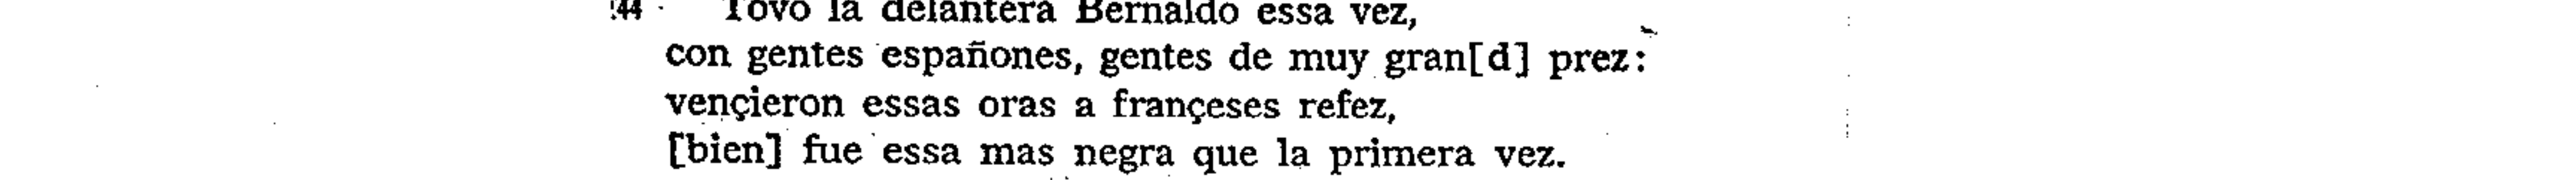 Tovo la delantera Bernaldo essa vez,
con gentes españones, gentes de muy gran[d] prez:
vençieron essas oras a françeses refez,
[bien] fue essa mas negra que la primera vez.